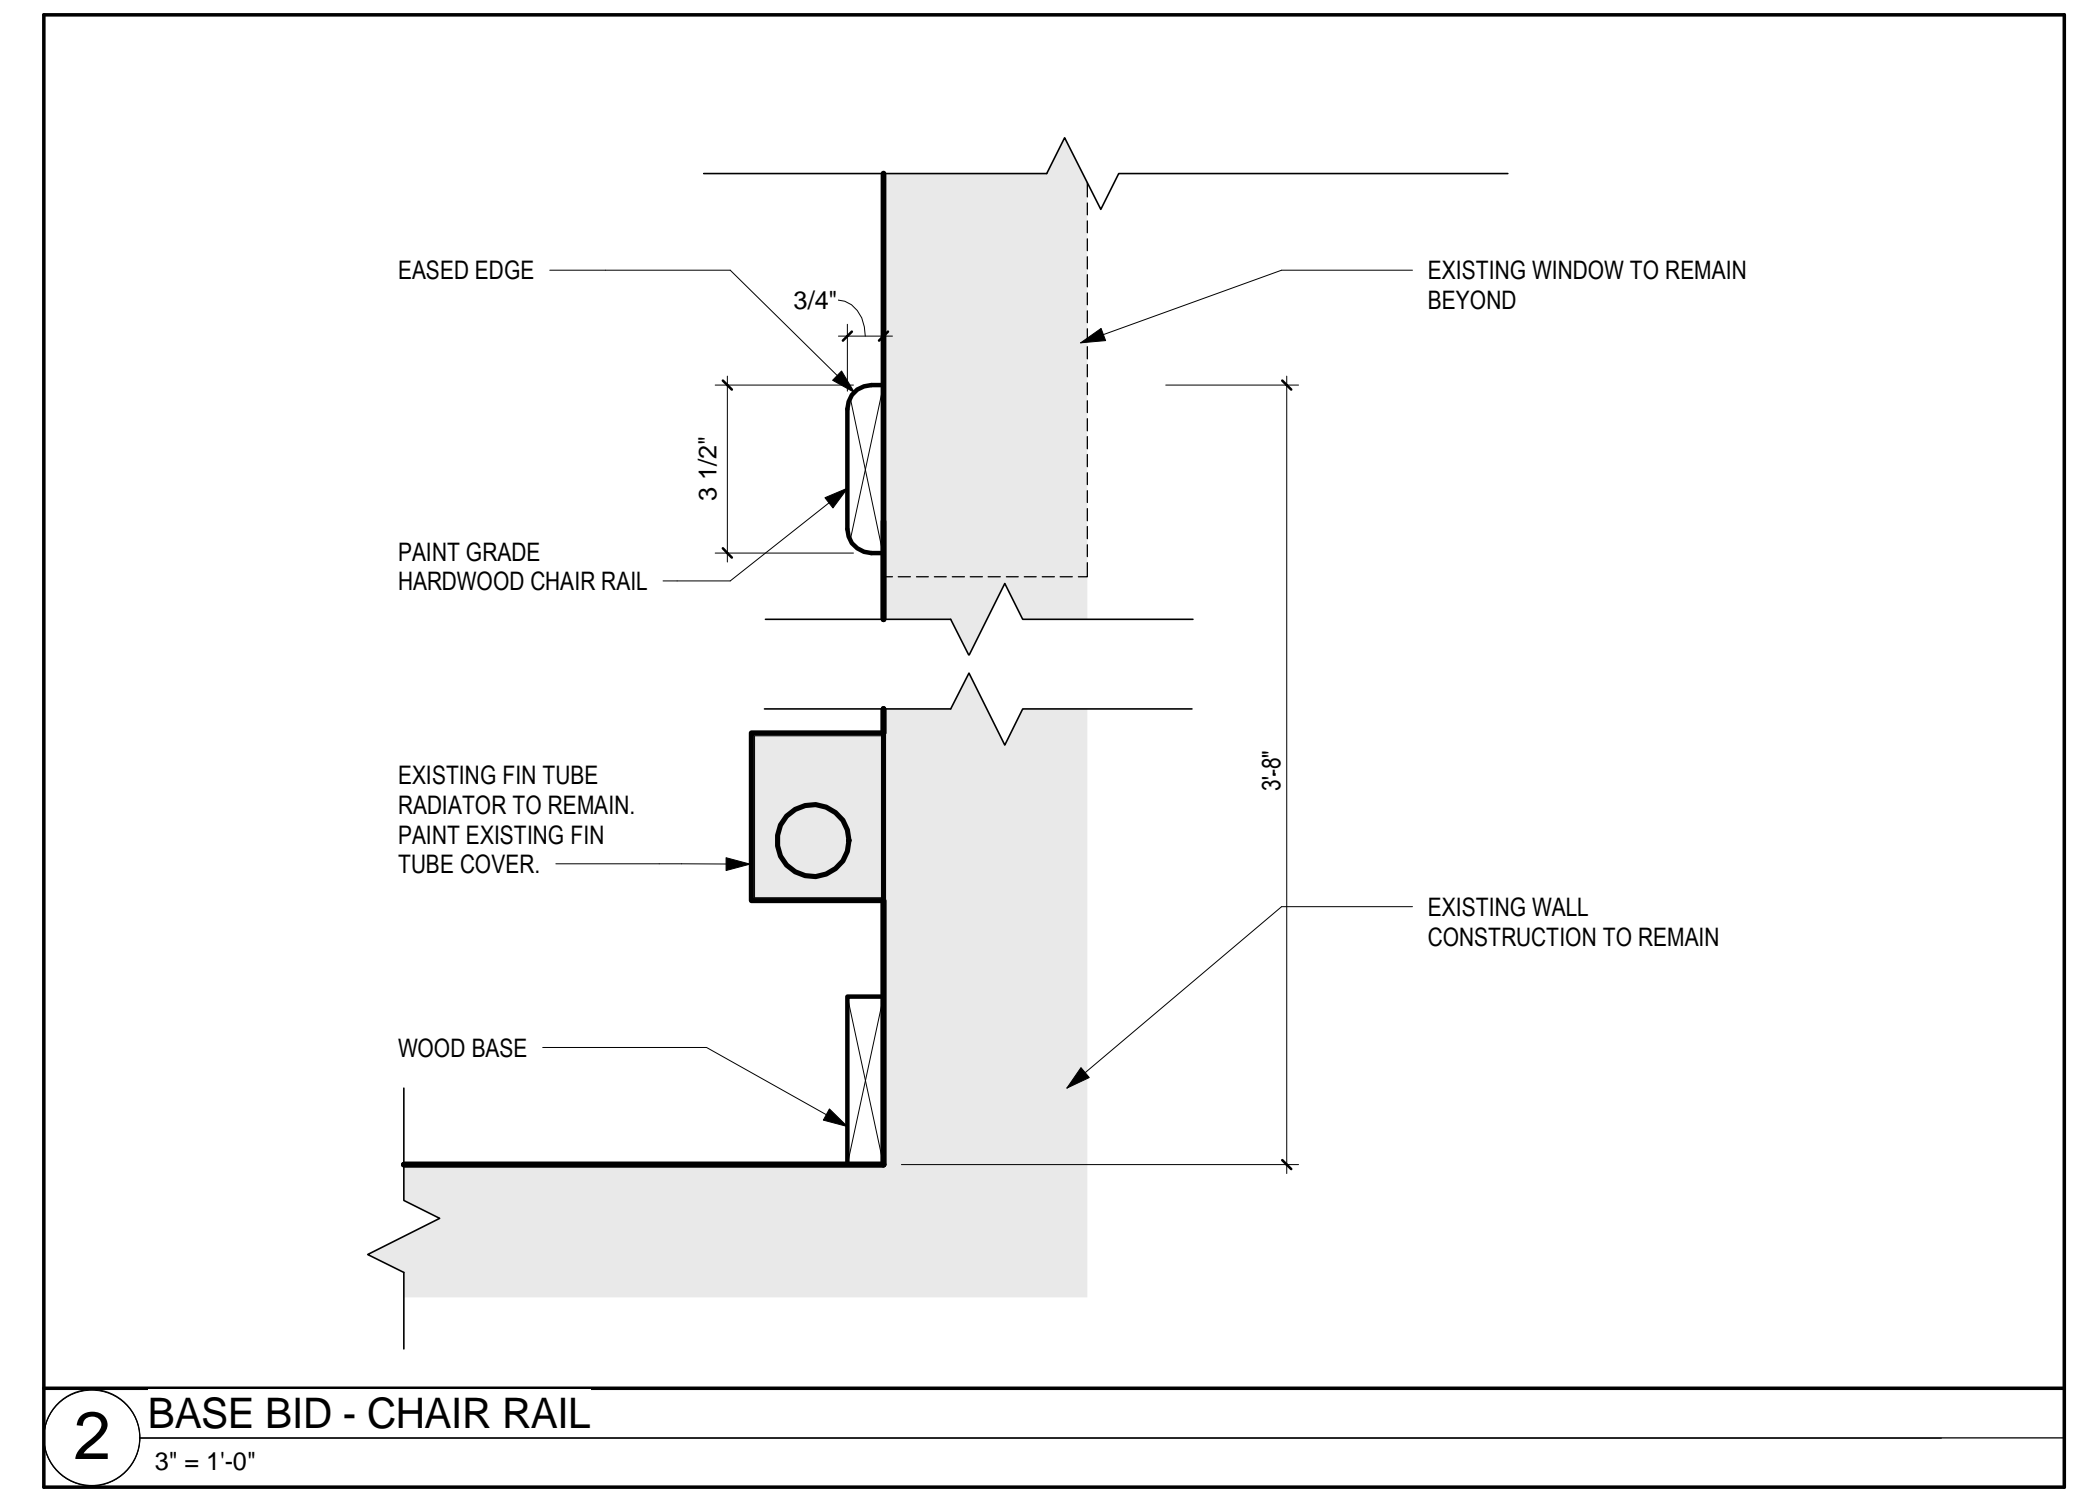 EASED EDGE
3/4"
EXISTING WINDOW TO REMAIN
BEYOND
3 1/2"
PAINT GRADE
HARDWOOD CHAIR RAIL
3'-8"
EXISTING FIN TUBE
RADIATOR TO REMAIN.
PAINT EXISTING FIN
TUBE COVER.
EXISTING WALL
CONSTRUCTION TO REMAIN
WOOD BASE
2
BASE BID - CHAIR RAIL
3" = 1'-0"